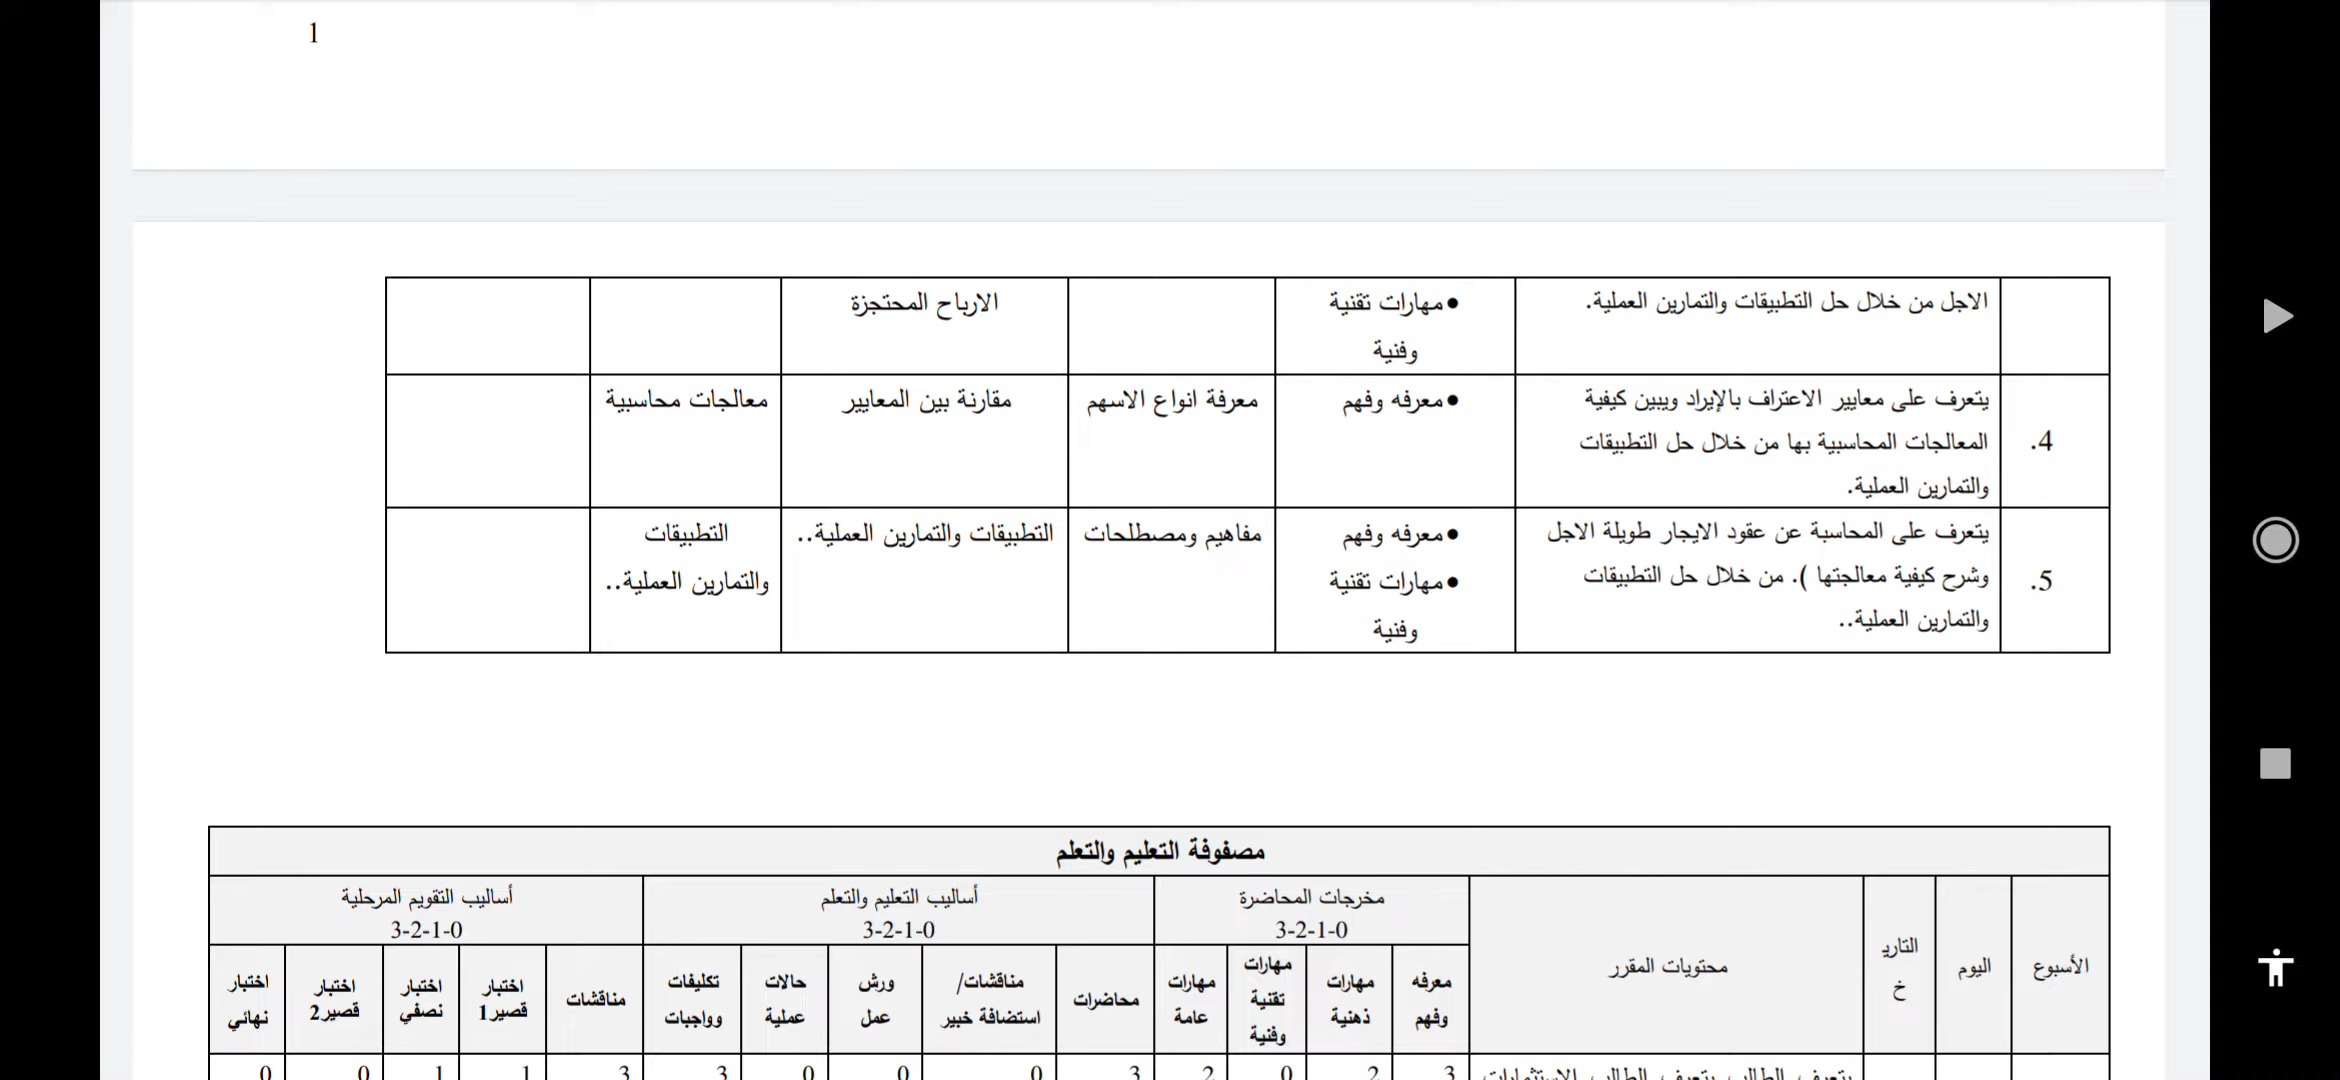 1
الاجل من خلال حل التطبيقات والتمارين العملية.
•مهارات تقنية
وفنية
الارباح المحتجزة
4.
يتعرف على معايير الاعتراف بالإيراد ويبين كيفية
المعالجات المحاسبية بها من خلال حل التطبيقات
والتمارين العملية.
•معرفه وفهم
معرفة انواع الاسهم
مقارنة بين المعايير
معالجات محاسبية
5.
يتعرف على المحاسبة عن عقود الايجار طويلة الاجل
وشرح كيفية معالجتها ). من خلال حل التطبيقات
والتمارين العملية..
•معرفه وفهم
•مهارات تقنية
وفنية
مفاهيم ومصطلحات
التطبيقات والتمارين العملية..
التطبيقات
والتمارين العملية..
مصفوفة التعليم والتعلم
الأسبوع
اليوم
التاري
خ
محتويات المقرر
مخرجات المحاضرة
3-2-1-0
أساليب التعليم والتعلم
3-2-1-0
أساليب التقويم المرحلية
3-2-1-0
معرفه
وفهم
مهارات
ذهنية
مهارات
تقنية
وفنية
مهارات
عامة
محاضرات
مناقشات/
استضافة خبير
ورش
عمل
حالات
عملية
تكليفات
وواجبات
مناقشات
اختبار
قصير1
اختبار
نصفي
اختبار
قصير2
اختبار
نهائي
يتعرف الطالب يتعرف الطالب الاستثمارات
3
2
0
2
3
0
0
0
3
3
1
1
0
0